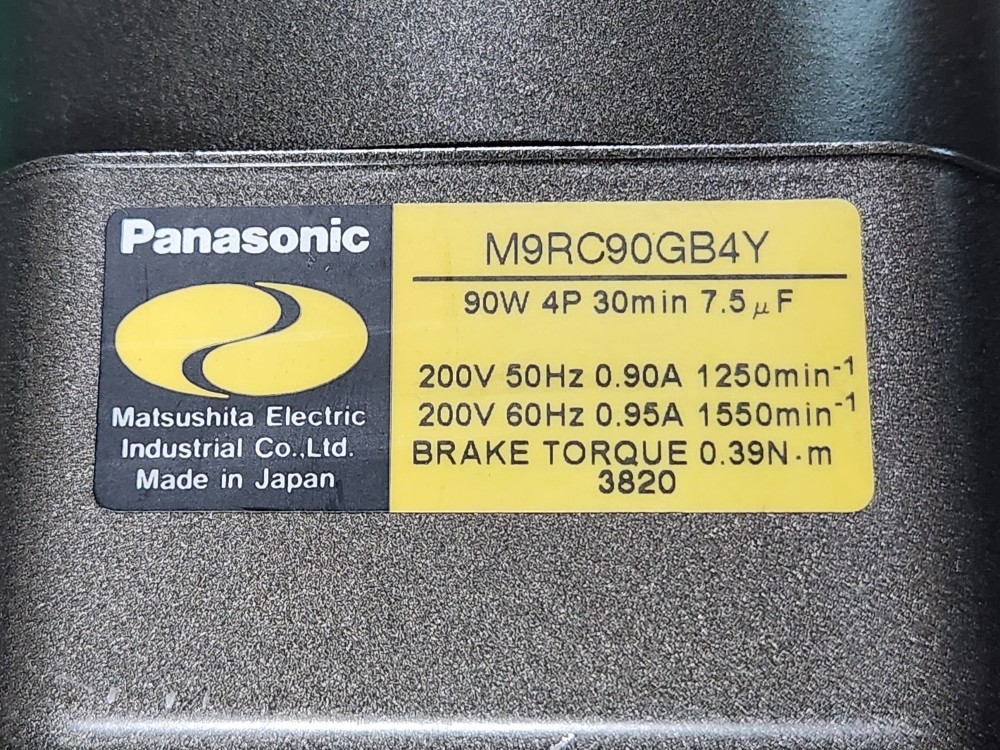 Panasonic
Matsushita Electric
Industrial Co.,Ltd.
Made in Japan
M9RC90GB4Y
90W 4P 30min 7.5μF
200V 50Hz 0.90A 1250min⁻¹
200V 60Hz 0.95A 1550min⁻¹
BRAKE TORQUE 0.39N·m
3820